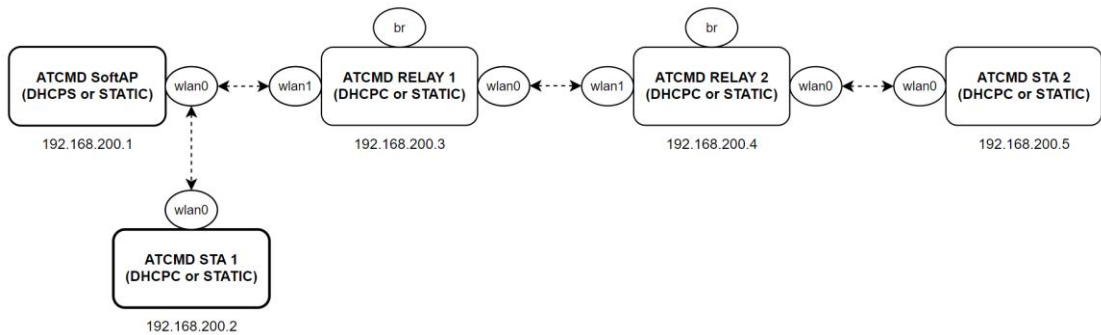 br
br
ATCMD SoftAP
(DHCPS or STATIC)
wlan0
wlan1
ATCMD RELAY 1
(DHCPC or STATIC)
wlan0
wlan1
ATCMD RELAY 2
(DHCPC or STATIC)
wlan0
wlan0
ATCMD STA 2
(DHCPC or STATIC)
192.168.200.1
192.168.200.3
192.168.200.4
192.168.200.5
wlan0
ATCMD STA 1
(DHCPC or STATIC)
192.168.200.2